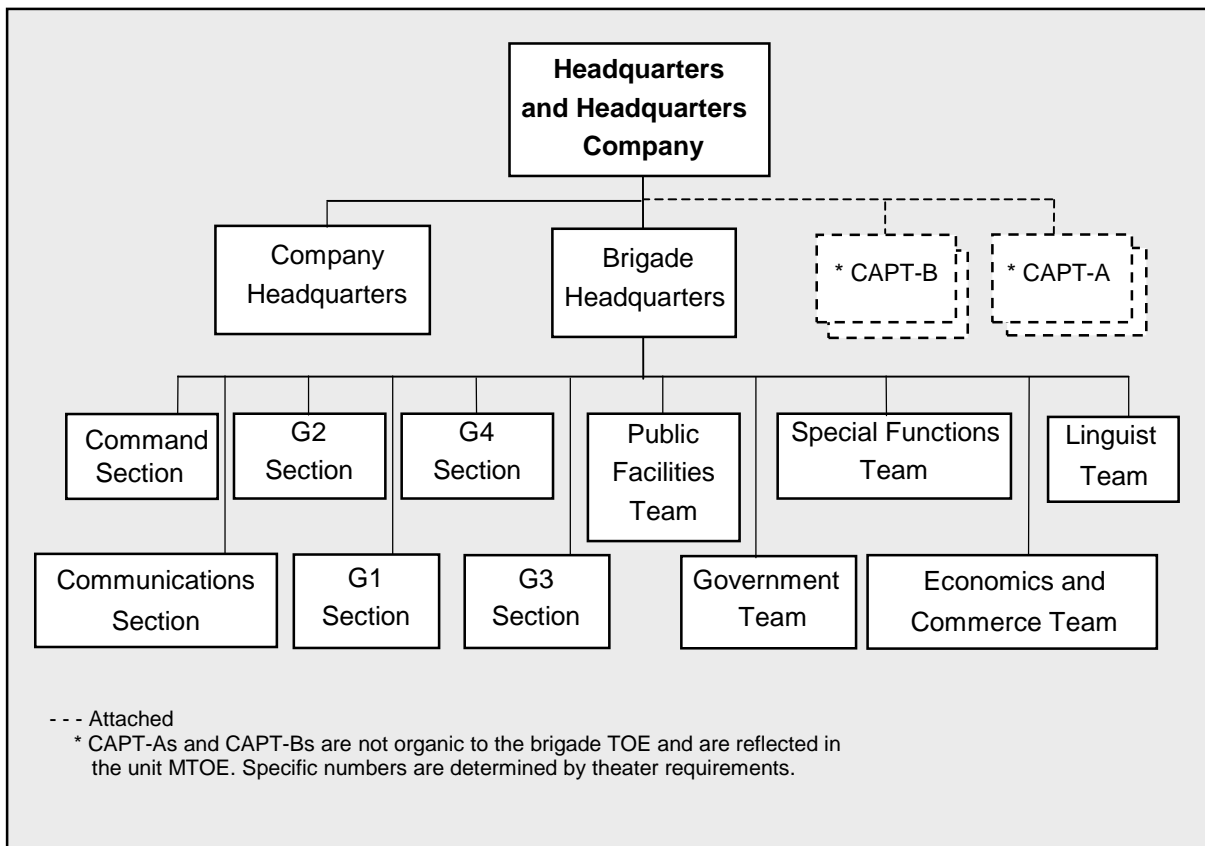 Headquarters
and Headquarters
Company
Company
Headquarters
Brigade
Headquarters
* CAPT-B
* CAPT-A
Command
Section
G2
Section
G4
Section
Public
Facilities
Team
Special Functions
Team
Linguist
Team
Communications
Section
G1
Section
G3
Section
Government
Team
Economics and
Commerce Team
- - - Attached
* CAPT-As and CAPT-Bs are not organic to the brigade TOE and are reflected in
the unit MTOE. Specific numbers are determined by theater requirements.